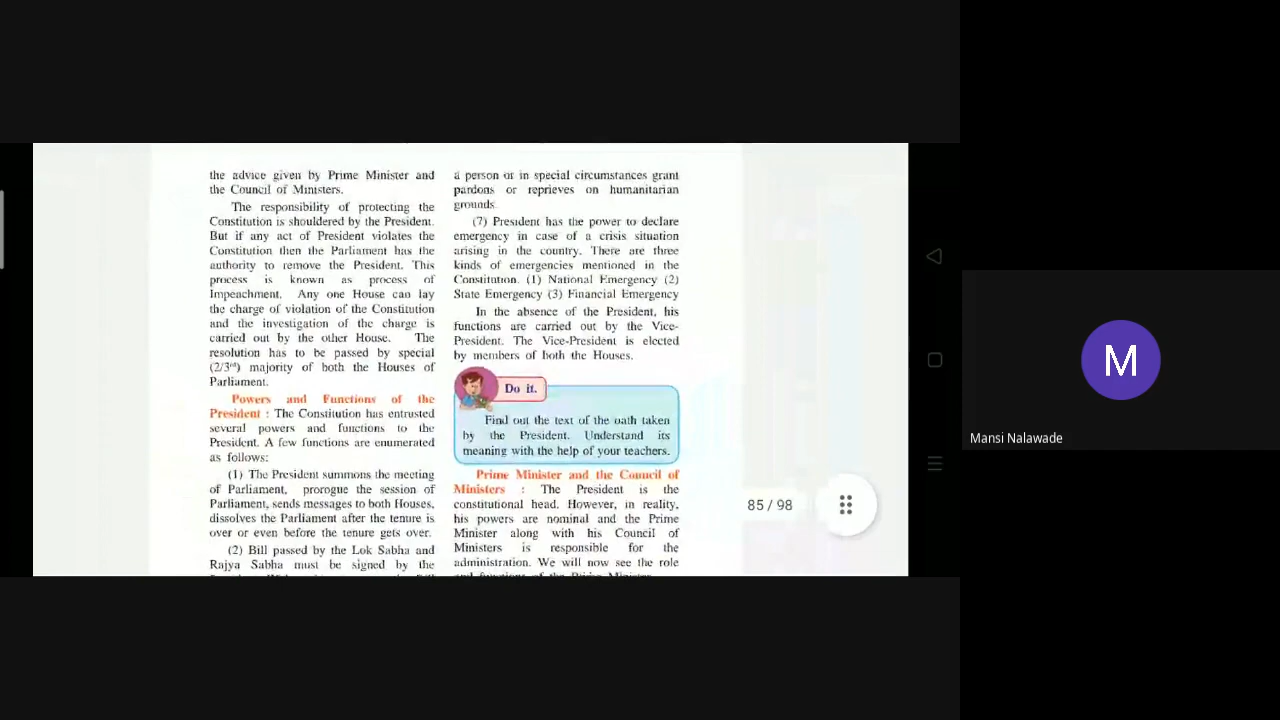 the advice given by Prime Minister and
the Council of Ministers.
The responsibility of protecting the
Constitution is shouldered by the President.
But if any act of President violates the
Constitution then the Parliament has the
authority to remove the President. This
process is known as process of
Impeachment. Any one House can lay
the charge of violation of the Constitution
and the investigation of the charge is
carried out by the other House. The
resolution has to be passed by special
(2/3rd) majority of both the Houses of
Parliament.
Powers and Functions of the
President : The Constitution has entrusted
several powers and functions to the
President. A few functions are enumerated
as follows:
(1) The President summons the meeting
of Parliament, prorogue the session of
Parliament, sends messages to both Houses,
dissolves the Parliament after the tenure is
over or even before the tenure gets over.
(2) Bill passed by the Lok Sabha and
Rajya Sabha must be signed by the
a person or in special circumstances grant
pardons or reprieves on humanitarian
grounds.
(7) President has the power to declare
emergency in case of a crisis situation
arising in the country. There are three
kinds of emergencies mentioned in the
Constitution. (1) National Emergency (2)
State Emergency (3) Financial Emergency
In the absence of the President, his
functions are carried out by the Vice-
President. The Vice-President is elected
by members of both the Houses.
Do it.
Find out the text of the oath taken
by the President. Understand its
meaning with the help of your teachers.
Prime Minister and the Council of
Ministers : The President is the
constitutional head. However, in reality,
his powers are nominal and the Prime
Minister along with his Council of
Ministers is responsible for the
administration. We will now see the role
and functions of the Prime Minister
85 / 98
M
Mansi Nalawade